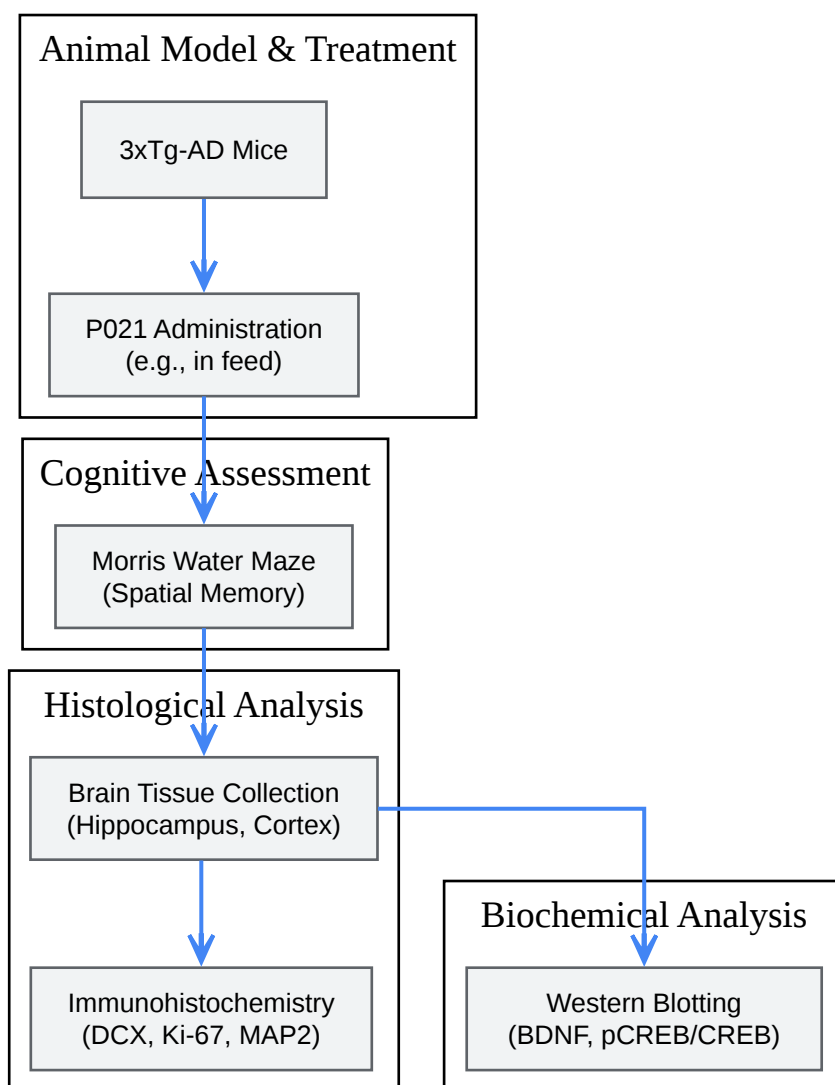 Animal Model & Treatment
3xTg-AD Mice
P021 Administration
(e.g., in feed)
Cognitive Assessment
Morris Water Maze
(Spatial Memory)
Histological Analysis
Brain Tissue Collection
(Hippocampus, Cortex)
Immunohistochemistry
(DCX, Ki-67, MAP2)
Biochemical Analysis
Western Blotting
(BDNF, pCREB/CREB)